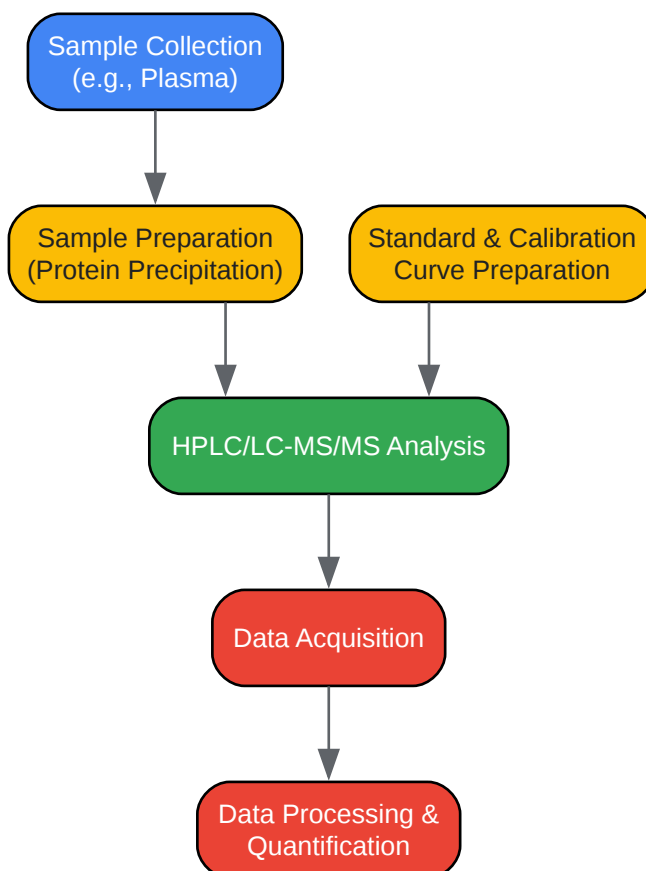 Sample Collection
(e.g., Plasma)
Sample Preparation
(Protein Precipitation)
Standard & Calibration
Curve Preparation
HPLC/LC-MS/MS Analysis
Data Acquisition
Data Processing &
Quantification